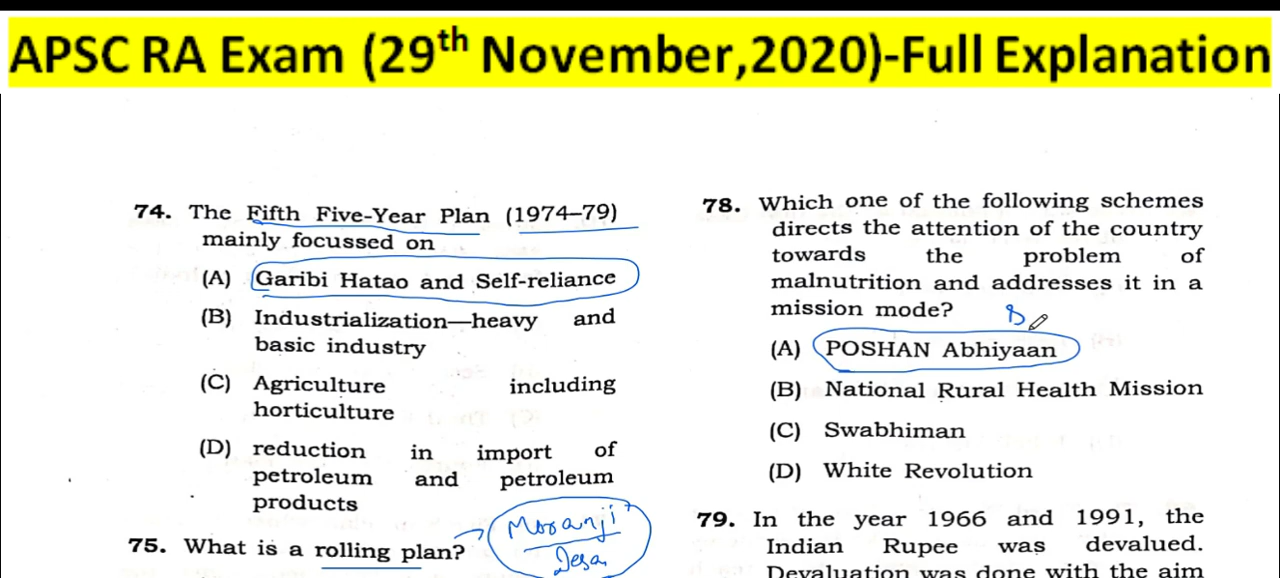 APSC RA Exam (29th November,2020)-Full Explanation
74. The Fifth Five-Year Plan (1974–79)
mainly focussed on
(A) Garibi Hatao and Self-reliance
(B) Industrialization—heavy and
basic industry
(C) Agriculture including
horticulture
(D) reduction in import of
petroleum and petroleum
products
75. What is a rolling plan?
Moranji
Desa
78. Which one of the following schemes
directs the attention of the country
towards the problem of
malnutrition and addresses it in a
mission mode?
(A) POSHAN Abhiyaan
(B) National Rural Health Mission
(C) Swabhiman
(D) White Revolution
79. In the year 1966 and 1991, the
Indian Rupee was devalued.
Devaluation was done with the aim